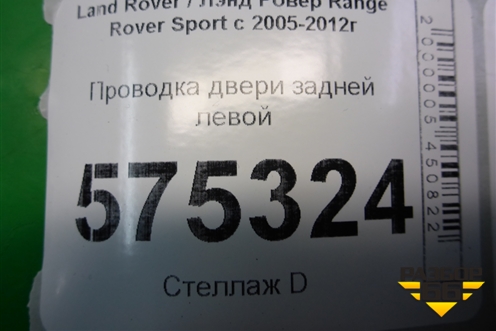 Land Rover / Лэнд Ровер Range
Rover Sport с 2005-2012г
Проводка двери задней
левой
575324
Стеллаж D
2000005450822